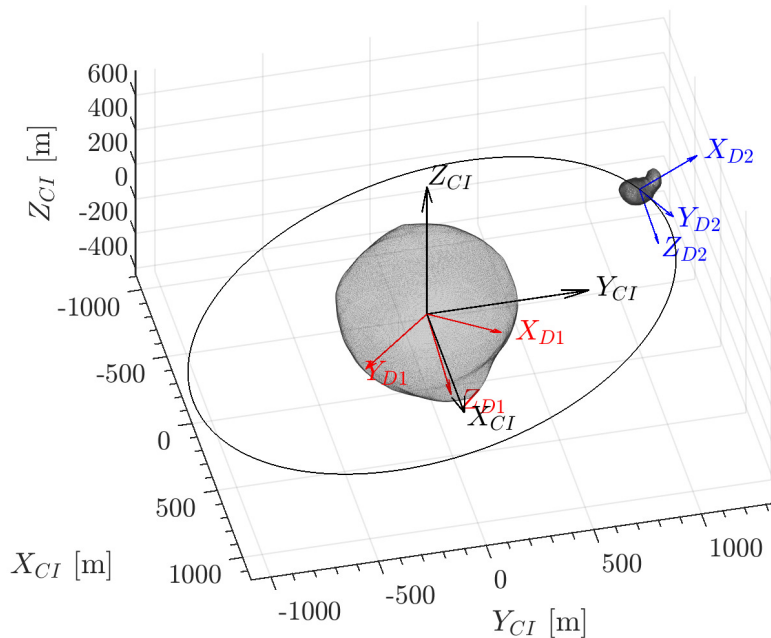 600
400
200
0
-200
-400
Z_CI [m]
-1000
-500
0
500
1000
X_CI [m]
-1000
-500
0
500
1000
Y_CI [m]
Z_CI
Y_CI
X_CI
X_D1
Y_D1
Z_D1
X_D2
Y_D2
Z_D2